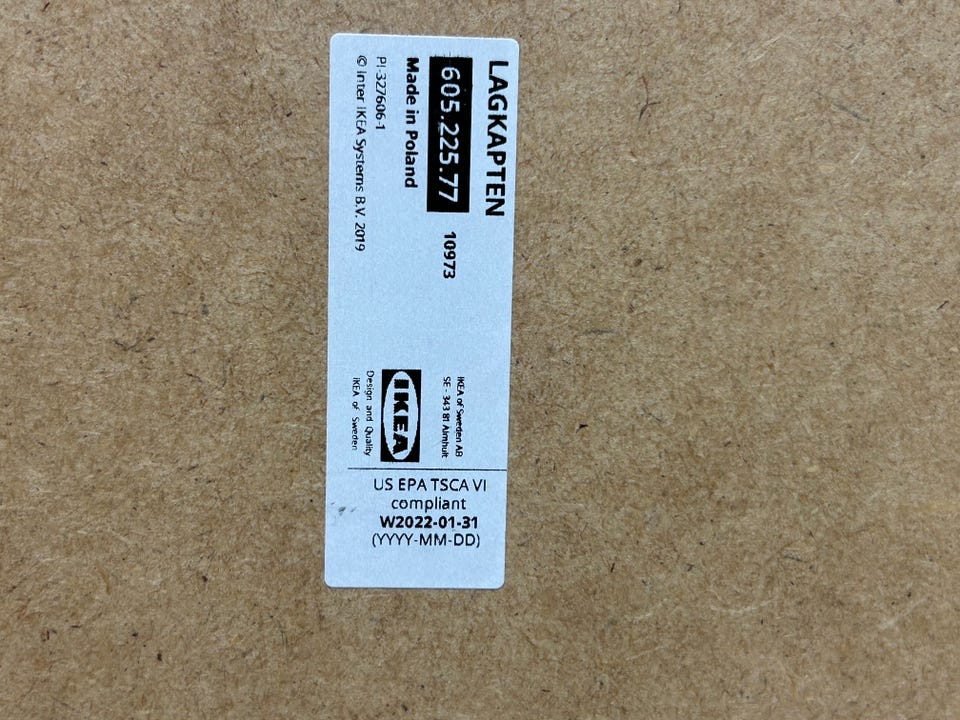 LAGKAPTEN
605.225.77 10973
Made in Poland
PI-327606-1
© Inter IKEA Systems B.V. 2019
IKEA of Sweden AB
SE - 343 81 Älmhult
IKEA
Design and Quality
IKEA of Sweden
US EPA TSCA VI
compliant
W2022-01-31
(YYYY-MM-DD)